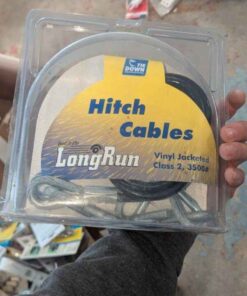 TIE
DOWN
Hitch
Cables
LongRun
Vinyl Jacketed
Class 2, 3500#